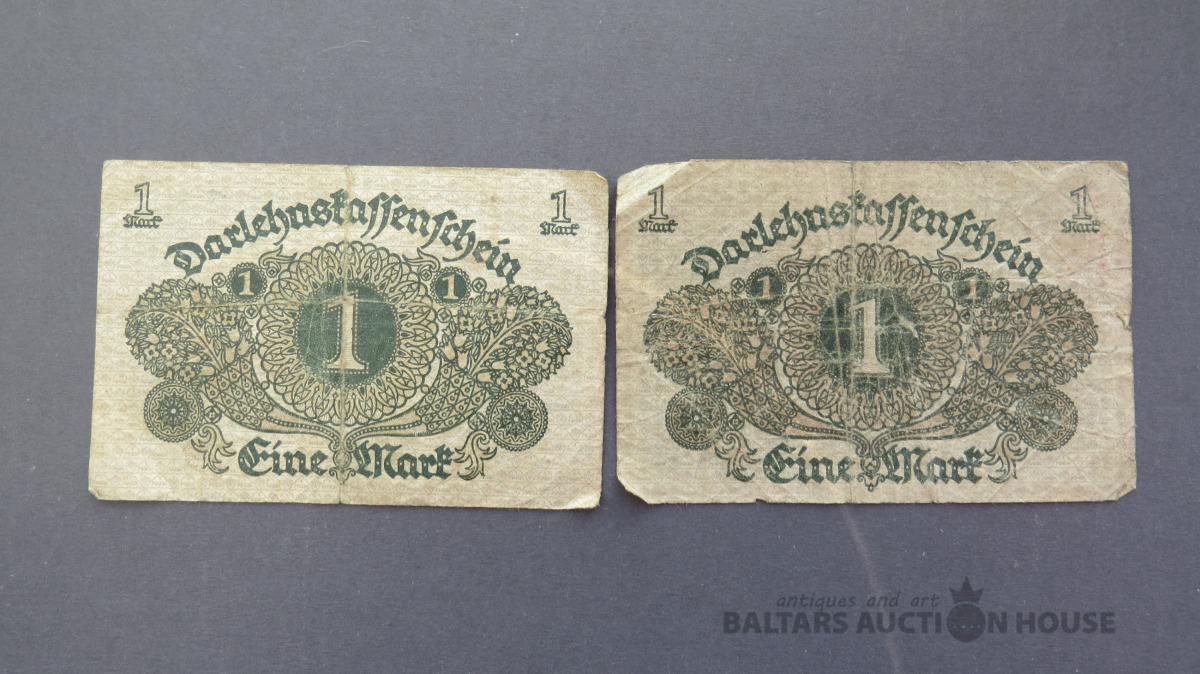 1
Mark
1
Mark
Darlehnskassenschein
1
1
1
Eine Mark
1
Mark
1
Mark
Darlehnskassenschein
1
1
1
Eine Mark
antiques and art
BALTARS AUCTION HOUSE